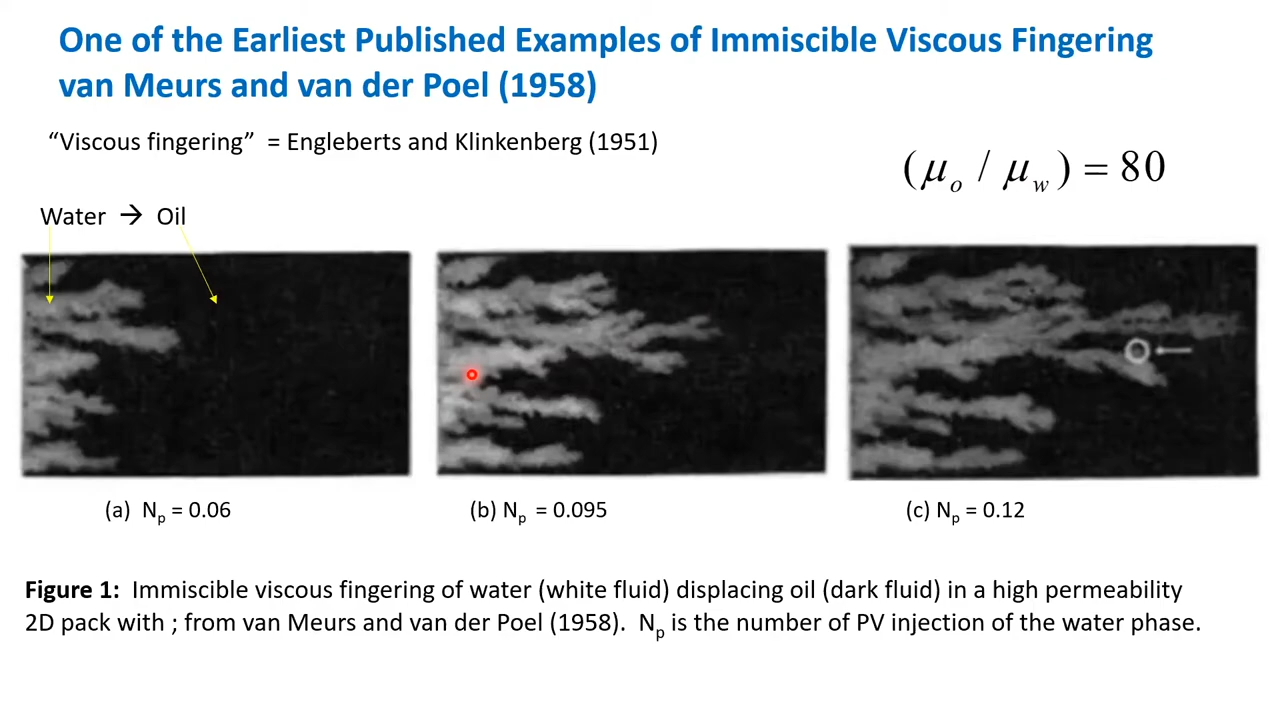 One of the Earliest Published Examples of Immiscible Viscous Fingering
van Meurs and van der Poel (1958)
“Viscous fingering” = Engleberts and Klinkenberg (1951)
(μo / μw) = 80
Water → Oil
(a) Np = 0.06
(b) Np = 0.095
(c) Np = 0.12
Figure 1: Immiscible viscous fingering of water (white fluid) displacing oil (dark fluid) in a high permeability
2D pack with ; from van Meurs and van der Poel (1958). Np is the number of PV injection of the water phase.